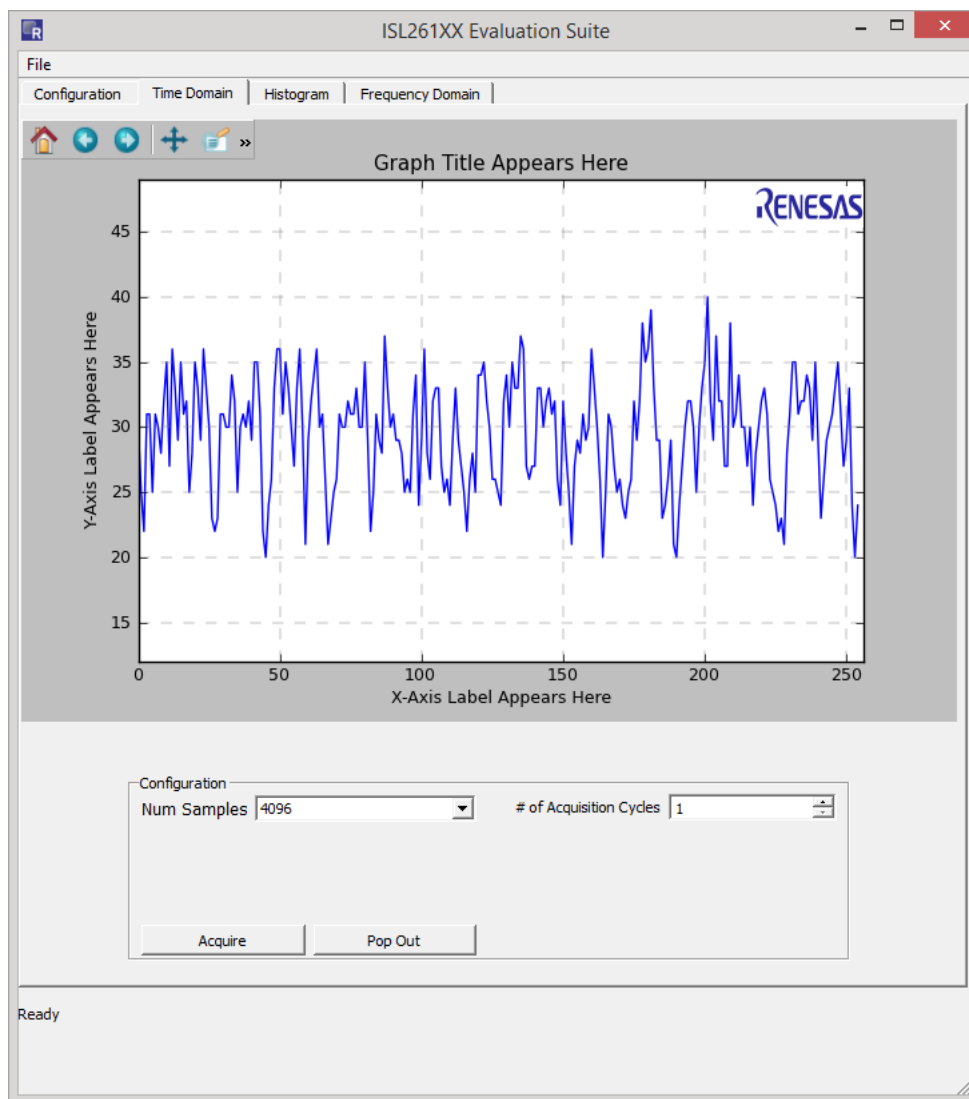 ISL261XX Evaluation Suite
File
Configuration Time Domain Histogram Frequency Domain
»
Graph Title Appears Here
RENESAS
45
40
35
30
25
20
15
Y-Axis Label Appears Here
0 50 100 150 200 250
X-Axis Label Appears Here
Configuration
Num Samples 4096 # of Acquisition Cycles 1
Acquire Pop Out
Ready